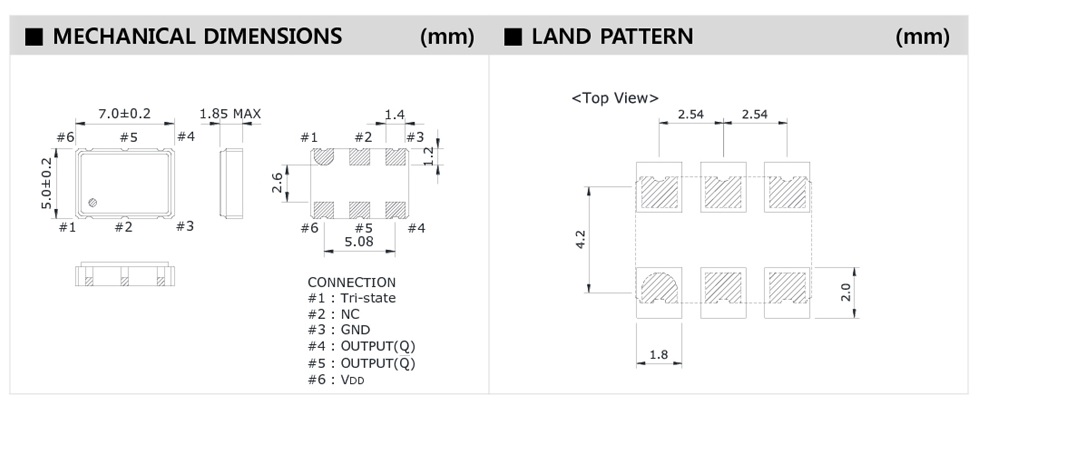 ■ MECHANICAL DIMENSIONS (mm)
7.0±0.2
1.85 MAX
1.4
#6 #5 #4
#1 #2 #3
5.0±0.2
2.6
1.2
#1 #2 #3
#6 #5 #4
5.08
CONNECTION
#1 : Tri-state
#2 : NC
#3 : GND
#4 : OUTPUT(Q)
#5 : OUTPUT(Q̅)
#6 : VDD
■ LAND PATTERN (mm)
<Top View>
2.54 2.54
4.2
2.0
1.8